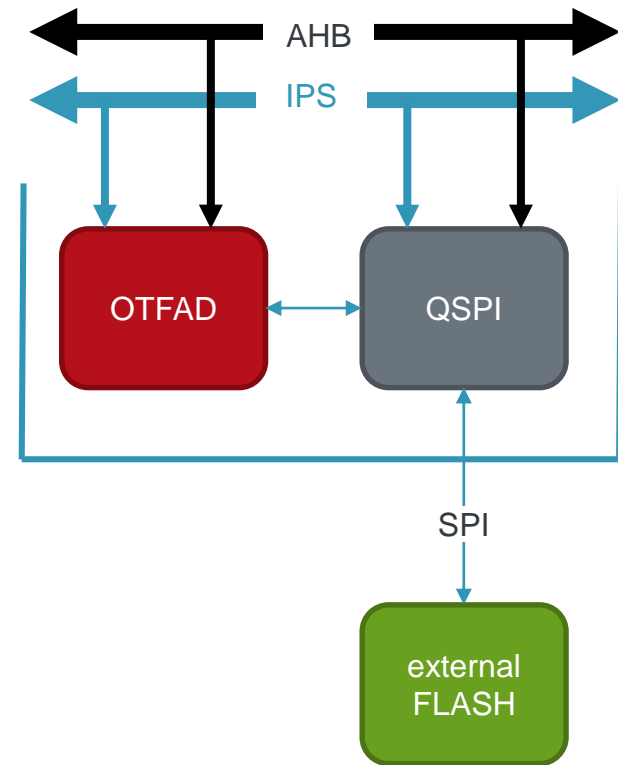 AHB
IPS
OTFAD
QSPI
SPI
external
FLASH